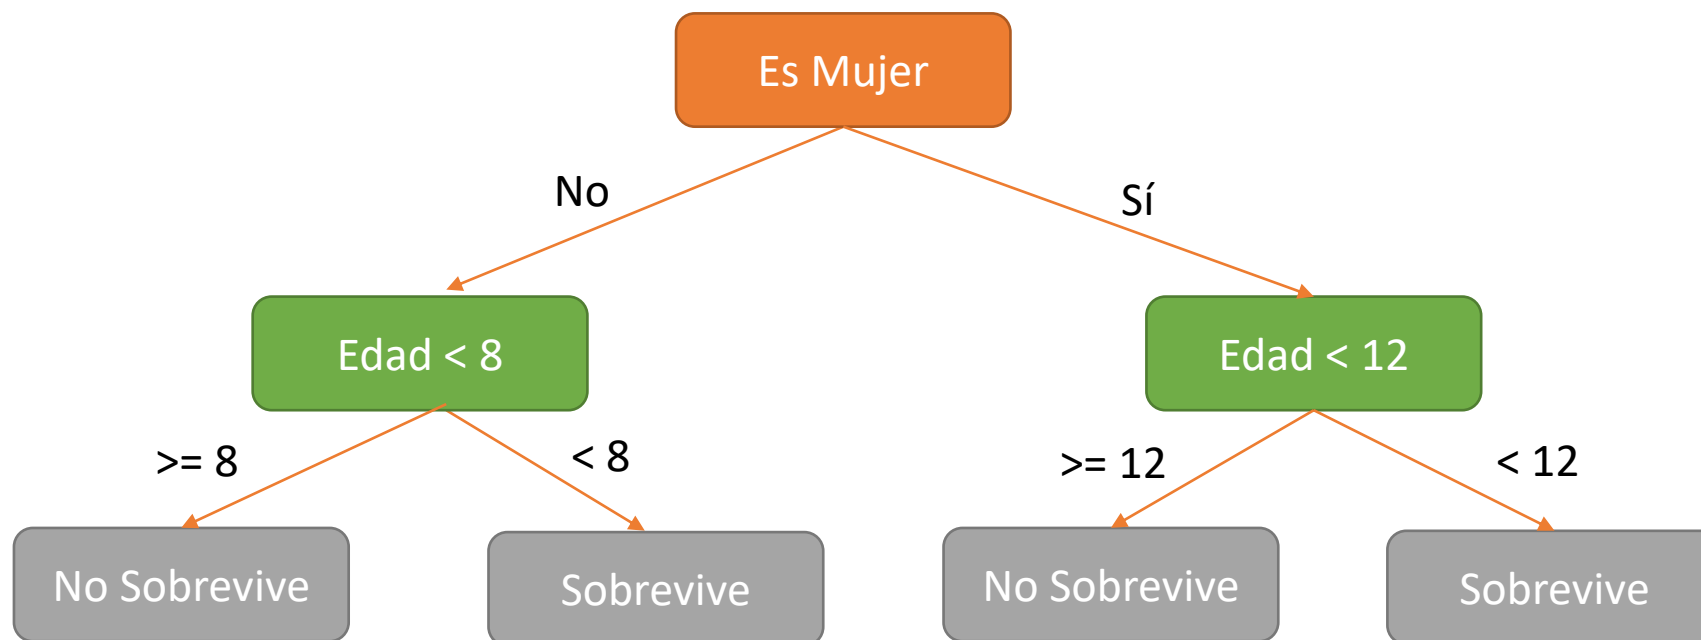 Es Mujer
No
Sí
Edad < 8
Edad < 12
>= 8
< 8
>= 12
< 12
No Sobrevive
Sobrevive
No Sobrevive
Sobrevive